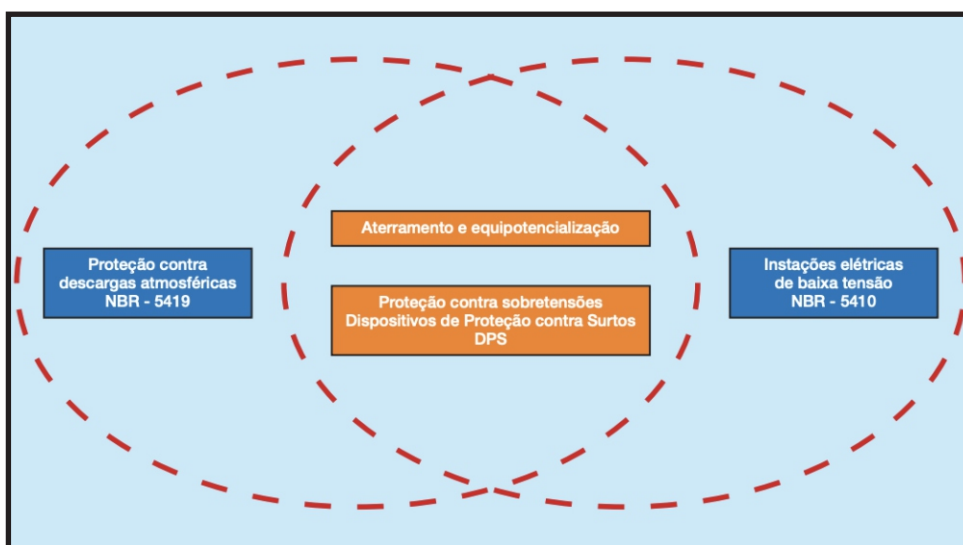 Aterramento e equipotencialização
Proteção contra
descargas atmosféricas
NBR - 5419
Proteção contra sobretensões
Dispositivos de Proteção contra Surtos
DPS
Instações elétricas
de baixa tensão
NBR - 5410